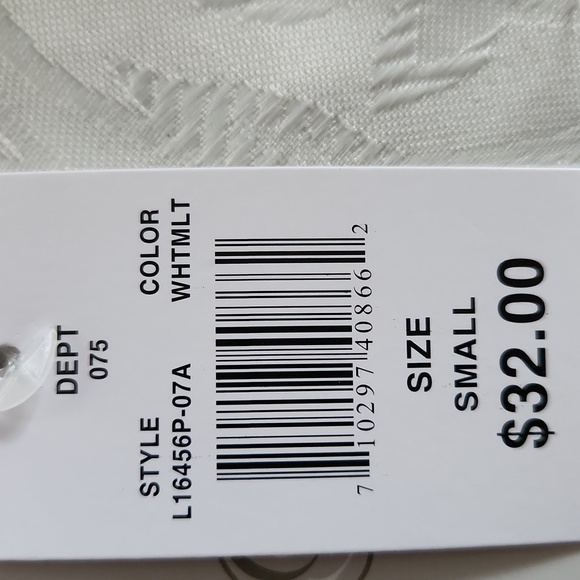 DEPT
075
STYLE COLOR
L16456P-07A WHTMLT
7 10297 40866 2
SIZE
SMALL
$32.00